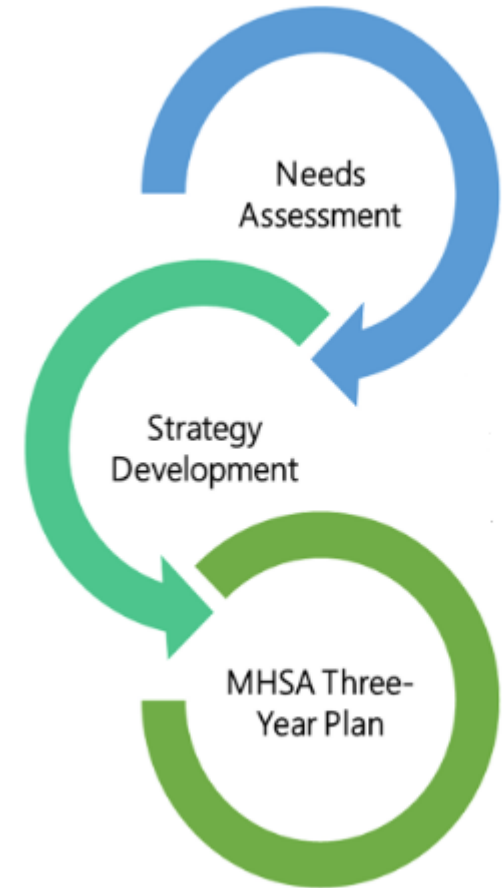 Needs
Assessment
Strategy
Development
MHSA Three-
Year Plan